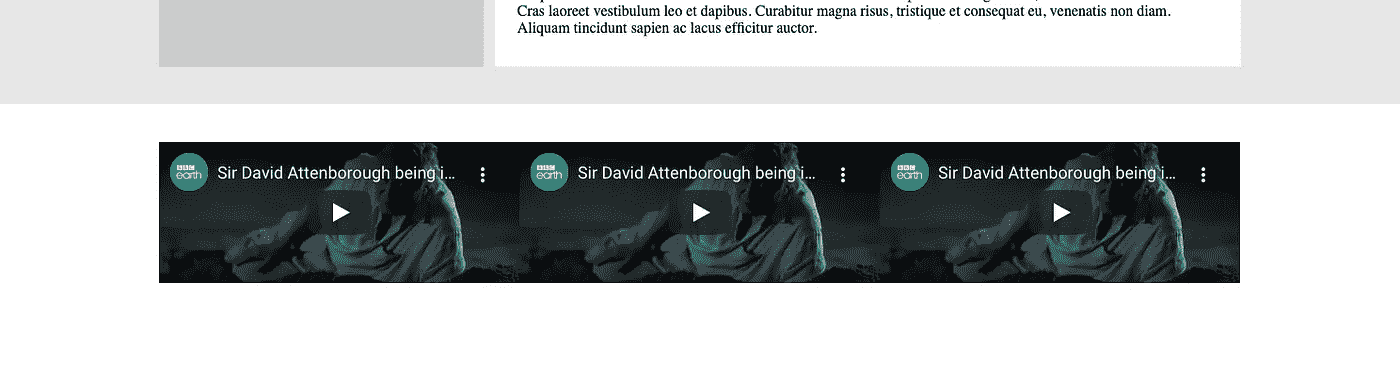 Cras laoreet vestibulum leo et dapibus. Curabitur magna risus, tristique et consequat eu, venenatis non diam.
Aliquam tincidunt sapien ac lacus efficitur auctor.
BBC
earth
Sir David Attenborough being i...
BBC
earth
Sir David Attenborough being i...
BBC
earth
Sir David Attenborough being i...